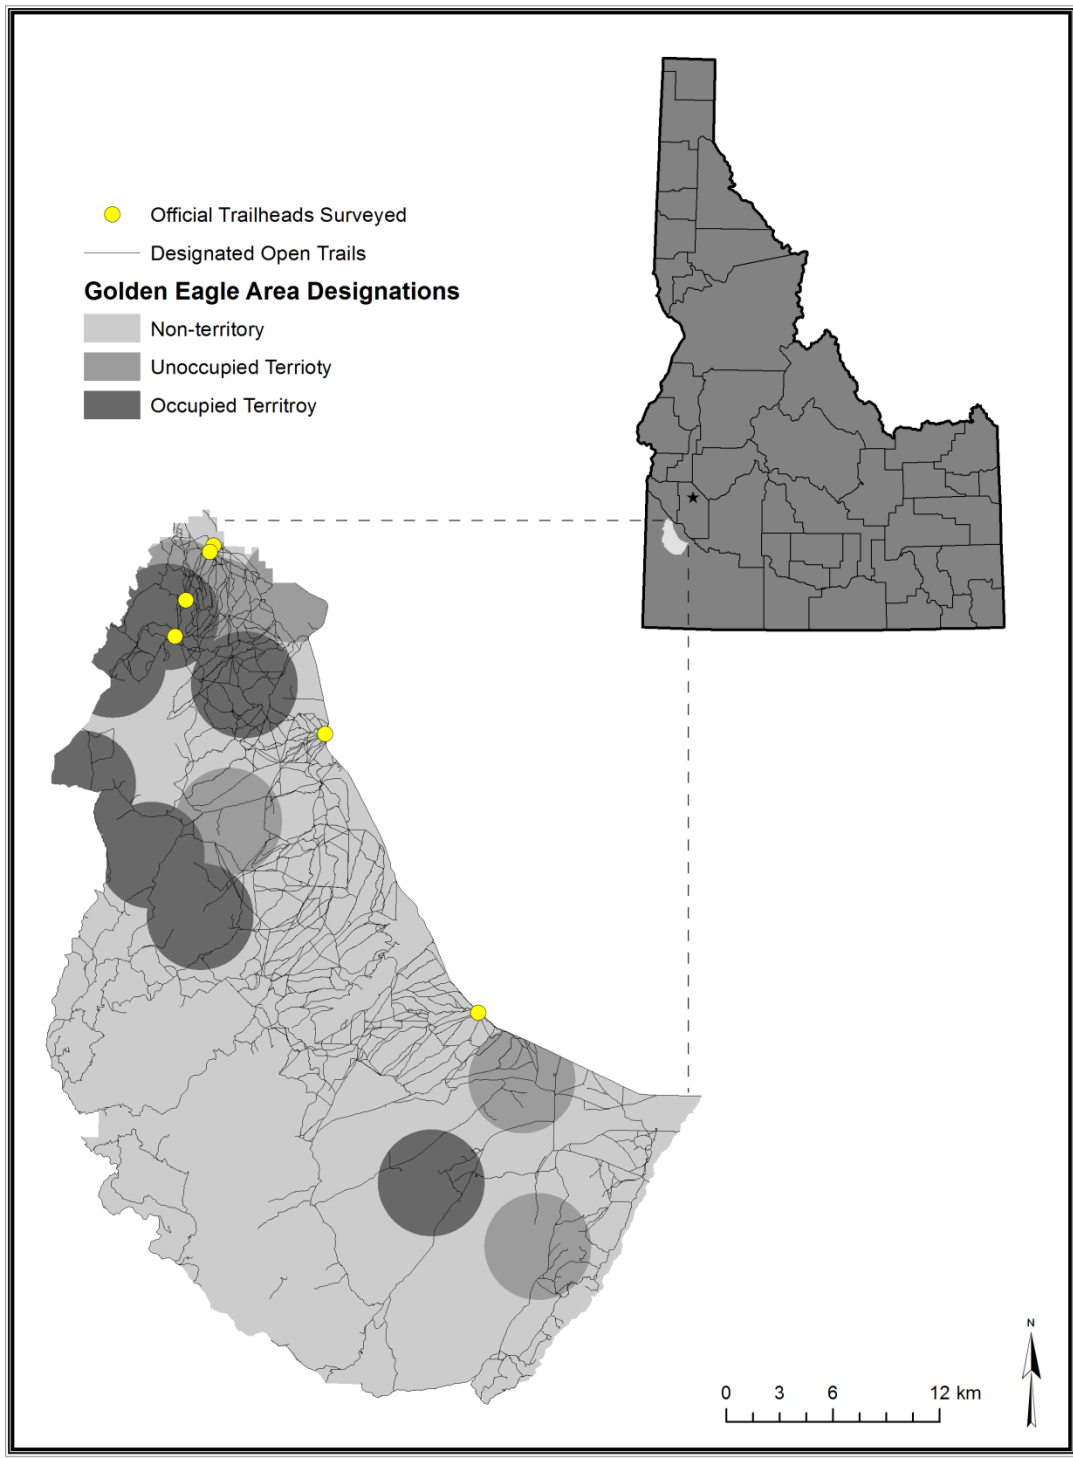 Official Trailheads Surveyed
Designated Open Trails
Golden Eagle Area Designations
Non-territory
Unoccupied Terrioty
Occupied Territroy
N
0 3 6 12 km